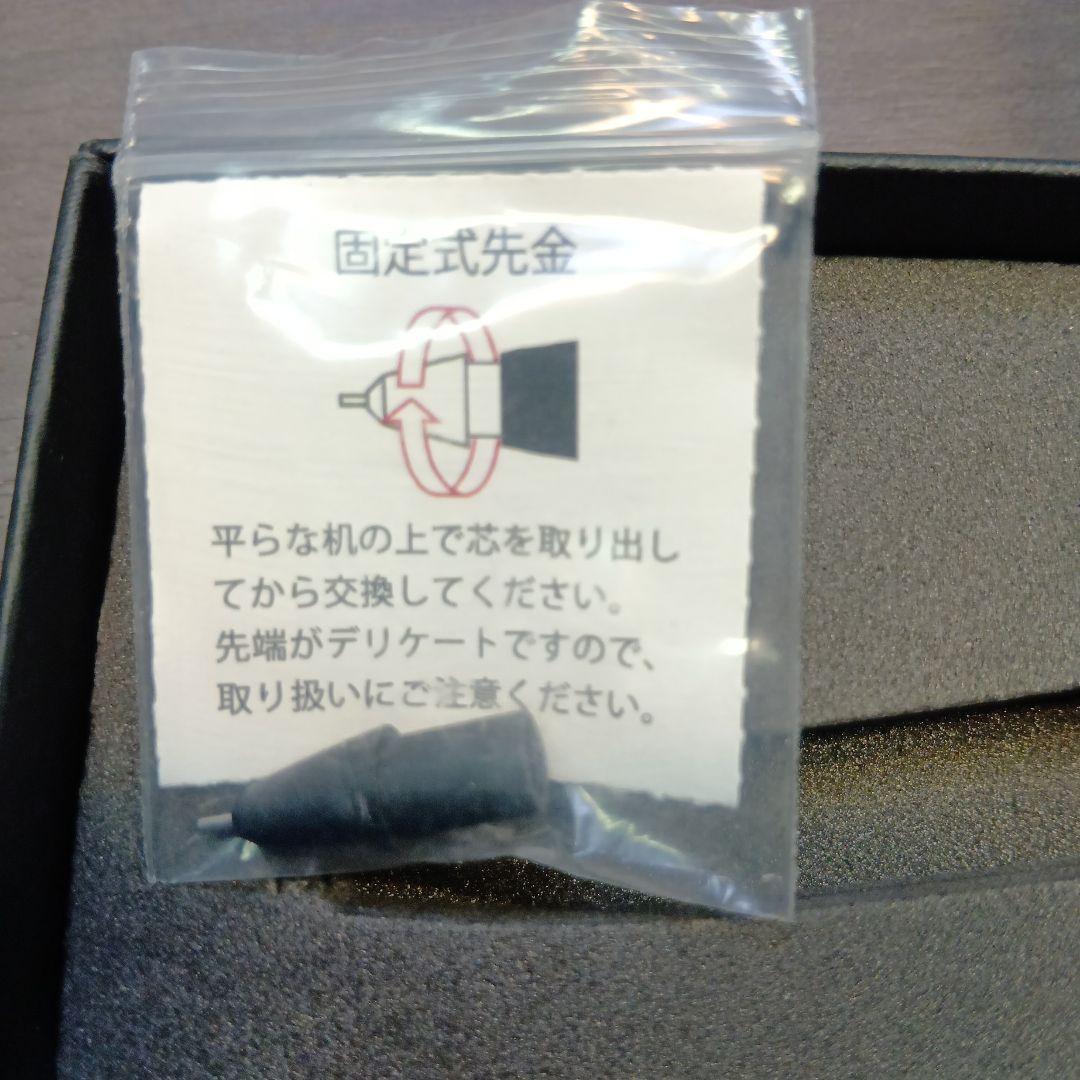 固定式先金
平らな机の上で芯を取り出し
てから交換してください。
先端がデリケートですので、
取り扱いにご注意ください。